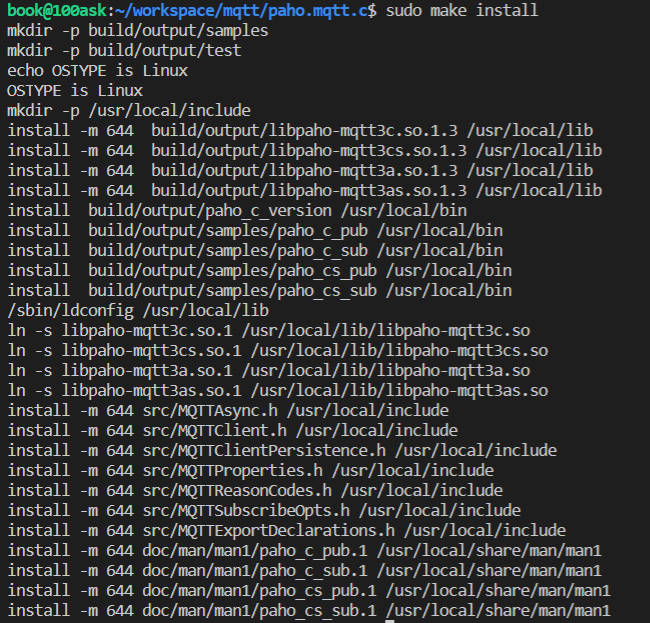 book@100ask:~/workspace/mqtt/paho.mqtt.c$ sudo make install
mkdir -p build/output/samples
mkdir -p build/output/test
echo OSTYPE is Linux
OSTYPE is Linux
mkdir -p /usr/local/include
install -m 644  build/output/libpaho-mqtt3c.so.1.3 /usr/local/lib
install -m 644  build/output/libpaho-mqtt3cs.so.1.3 /usr/local/lib
install -m 644  build/output/libpaho-mqtt3a.so.1.3 /usr/local/lib
install -m 644  build/output/libpaho-mqtt3as.so.1.3 /usr/local/lib
install  build/output/paho_c_version /usr/local/bin
install  build/output/samples/paho_c_pub /usr/local/bin
install  build/output/samples/paho_c_sub /usr/local/bin
install  build/output/samples/paho_cs_pub /usr/local/bin
install  build/output/samples/paho_cs_sub /usr/local/bin
/sbin/ldconfig /usr/local/lib
ln -s libpaho-mqtt3c.so.1 /usr/local/lib/libpaho-mqtt3c.so
ln -s libpaho-mqtt3cs.so.1 /usr/local/lib/libpaho-mqtt3cs.so
ln -s libpaho-mqtt3a.so.1 /usr/local/lib/libpaho-mqtt3a.so
ln -s libpaho-mqtt3as.so.1 /usr/local/lib/libpaho-mqtt3as.so
install -m 644 src/MQTTAsync.h /usr/local/include
install -m 644 src/MQTTClient.h /usr/local/include
install -m 644 src/MQTTClientPersistence.h /usr/local/include
install -m 644 src/MQTTProperties.h /usr/local/include
install -m 644 src/MQTTReasonCodes.h /usr/local/include
install -m 644 src/MQTTSubscribeOpts.h /usr/local/include
install -m 644 src/MQTTExportDeclarations.h /usr/local/include
install -m 644 doc/man/man1/paho_c_pub.1 /usr/local/share/man/man1
install -m 644 doc/man/man1/paho_c_sub.1 /usr/local/share/man/man1
install -m 644 doc/man/man1/paho_cs_pub.1 /usr/local/share/man/man1
install -m 644 doc/man/man1/paho_cs_sub.1 /usr/local/share/man/man1